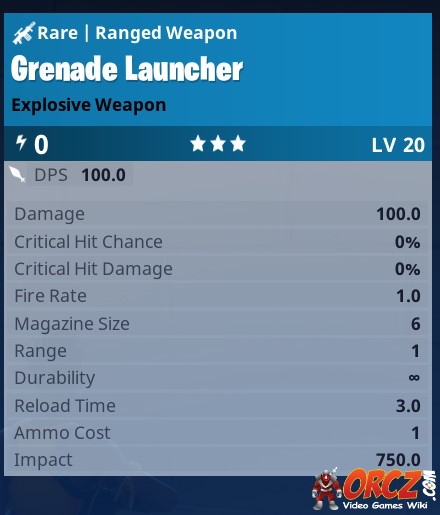 Rare | Ranged Weapon
Grenade Launcher
Explosive Weapon
0 ★★★ LV 20
DPS 100.0
Damage 100.0
Critical Hit Chance 0%
Critical Hit Damage 0%
Fire Rate 1.0
Magazine Size 6
Range 1
Durability ∞
Reload Time 3.0
Ammo Cost 1
Impact 750.0
ORCZ.COM
Video Games Wiki